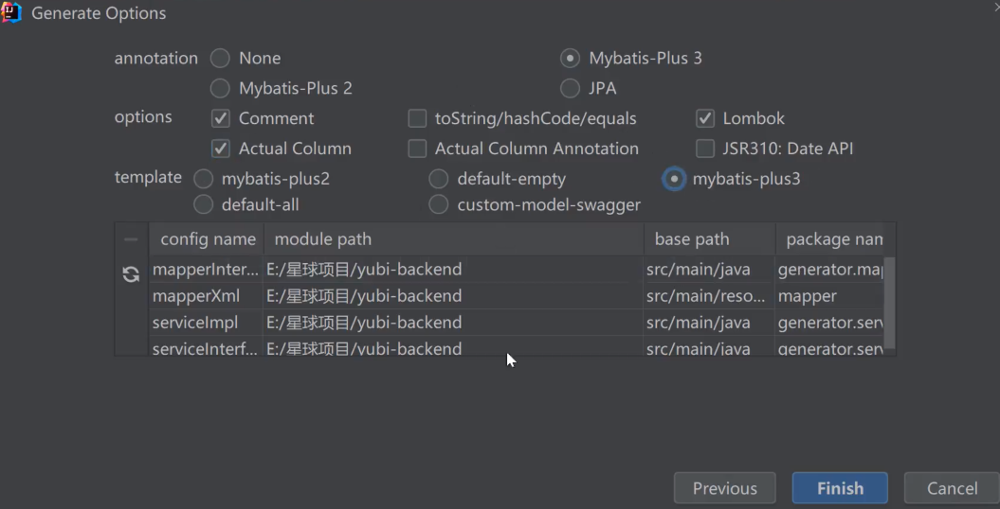 Generate Options
annotation None Mybatis-Plus 3
Mybatis-Plus 2 JPA
options Comment toString/hashCode/equals Lombok
Actual Column Actual Column Annotation JSR310: Date API
template mybatis-plus2 default-empty mybatis-plus3
default-all custom-model-swagger
config name module path base path package nam
mapperInter... E:/星球项目/yubi-backend src/main/java generator.map
mapperXml E:/星球项目/yubi-backend src/main/reso... mapper
serviceImpl E:/星球项目/yubi-backend src/main/java generator.serv
serviceInterf... E:/星球项目/yubi-backend src/main/java generator.serv
Previous Finish Cancel